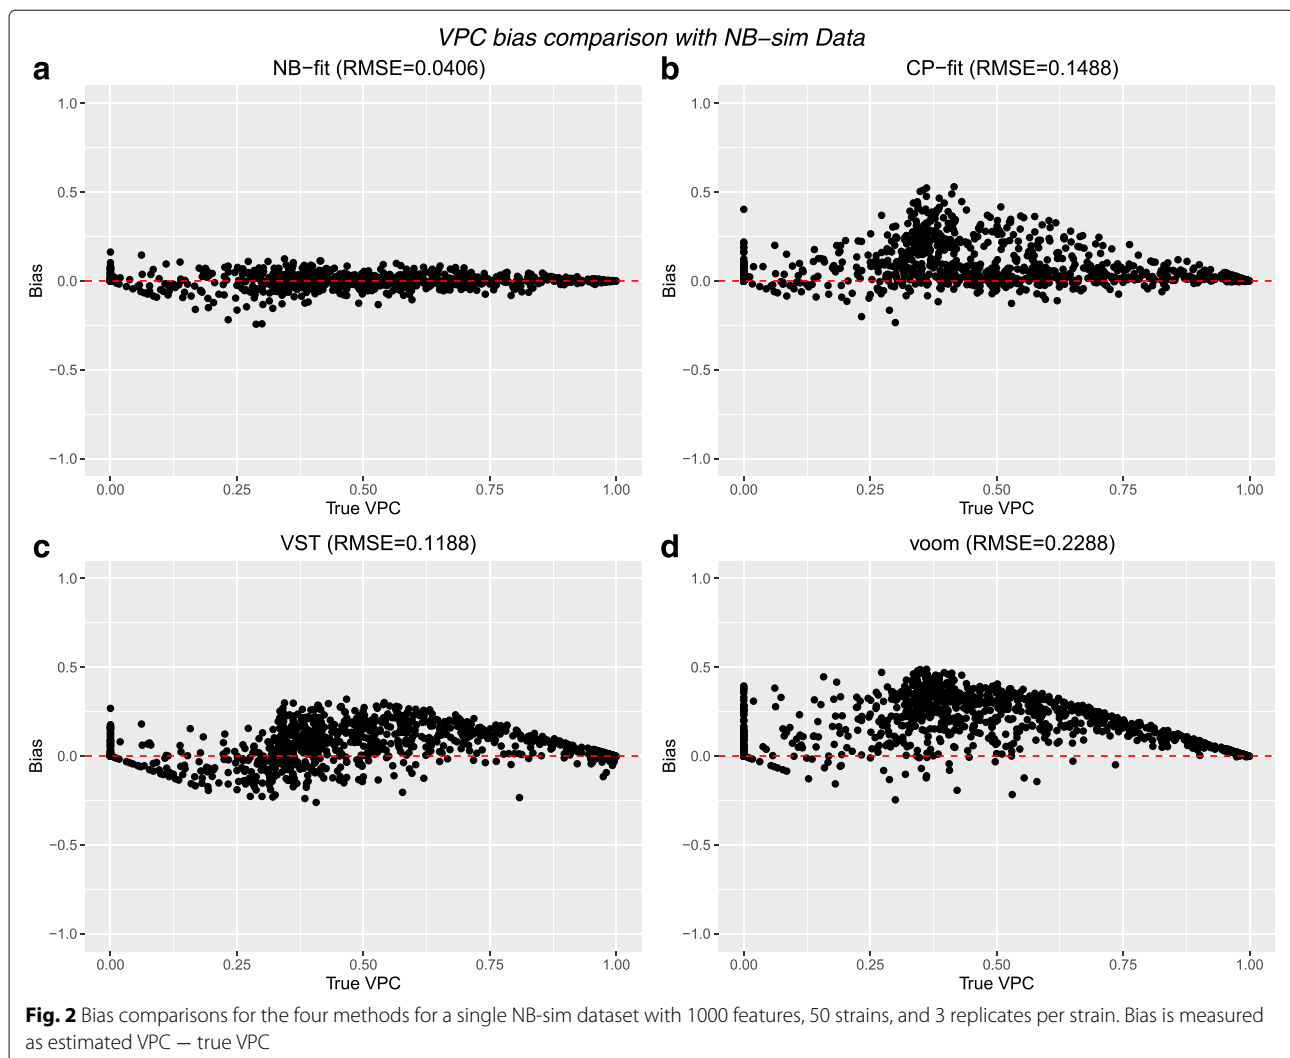 VPC bias comparison with NB−sim Data
a
NB−fit (RMSE=0.0406)
1.0
0.5
0.0
−0.5
−1.0
Bias
0.00 0.25 0.50 0.75 1.00
True VPC
b
CP−fit (RMSE=0.1488)
1.0
0.5
0.0
−0.5
−1.0
Bias
0.00 0.25 0.50 0.75 1.00
True VPC
c
VST (RMSE=0.1188)
1.0
0.5
0.0
−0.5
−1.0
Bias
0.00 0.25 0.50 0.75 1.00
True VPC
d
voom (RMSE=0.2288)
1.0
0.5
0.0
−0.5
−1.0
Bias
0.00 0.25 0.50 0.75 1.00
True VPC
Fig. 2 Bias comparisons for the four methods for a single NB-sim dataset with 1000 features, 50 strains, and 3 replicates per strain. Bias is measured
as estimated VPC − true VPC